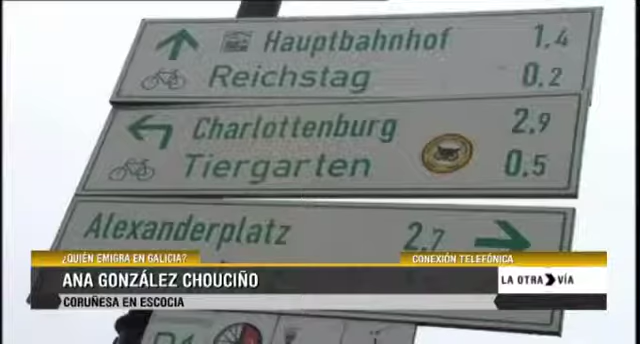 Hauptbahnhof 1.4
Reichstag 0.2
Charlottenburg 2.9
Tiergarten 0.5
Alexanderplatz 2.7
¿QUIÉN EMIGRA EN GALICIA? CONEXIÓN TELEFÓNICA
ANA GONZÁLEZ CHOUCIÑO
LA OTRA VÍA
CORUÑESA EN ESCOCIA